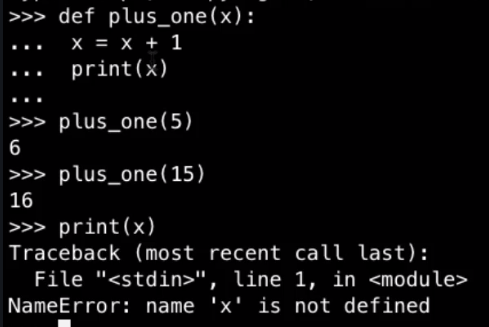 >>> def plus_one(x):
...  x = x + 1
...  print(x)
...
>>> plus_one(5)
6
>>> plus_one(15)
16
>>> print(x)
Traceback (most recent call last):
  File "<stdin>", line 1, in <module>
NameError: name 'x' is not defined